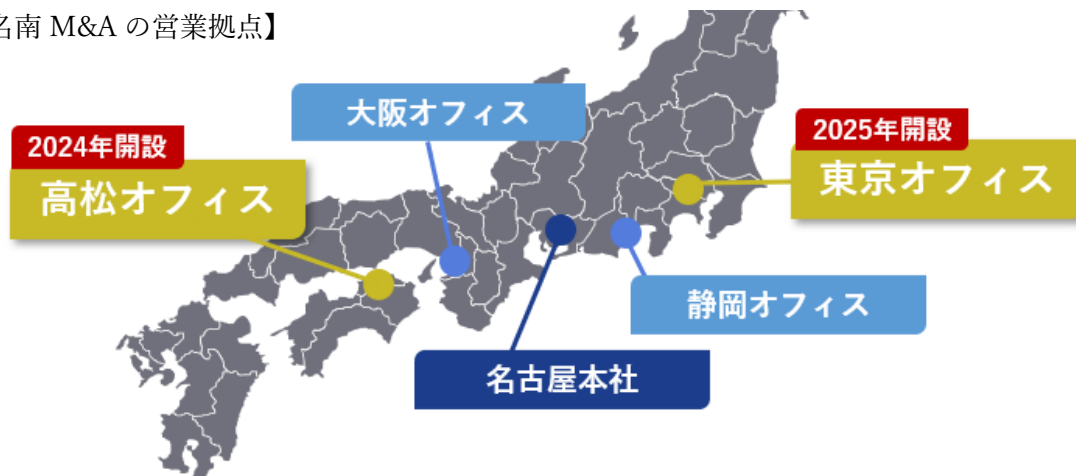 名南 M&A の営業拠点】
大阪オフィス
2024年開設
高松オフィス
2025年開設
東京オフィス
静岡オフィス
名古屋本社